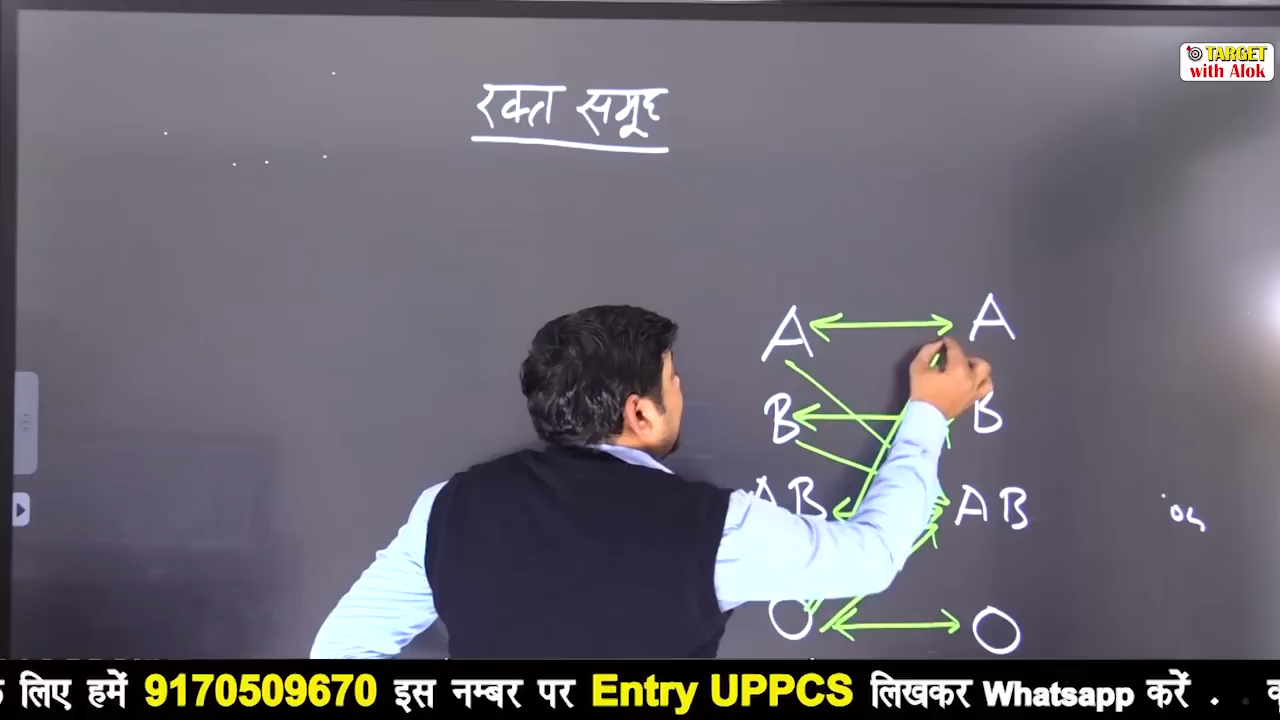 TARGET
with Alok
रक्त समूह
A A
B B
AB AB
O O
लिए हमें 9170509670 इस नम्बर पर Entry UPPCS लिखकर Whatsapp करें .